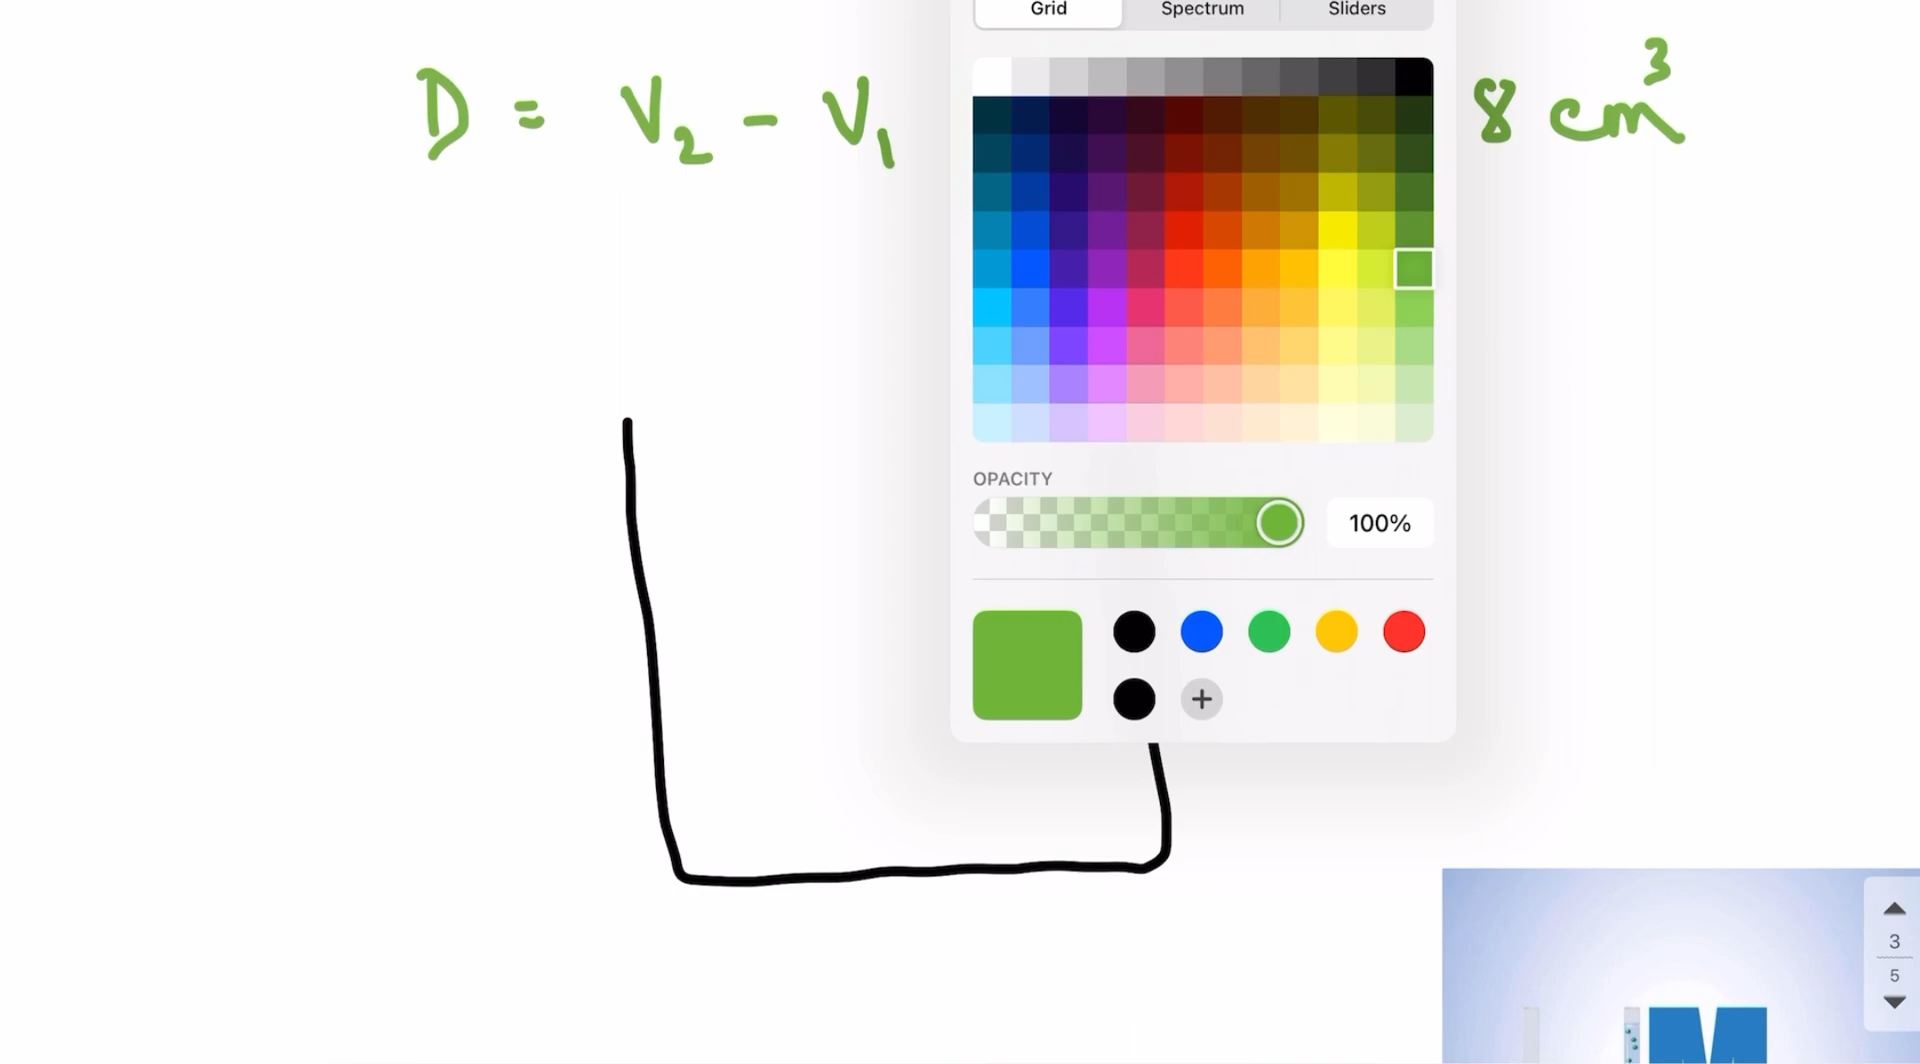 Grid Spectrum Sliders
D = V₂ - V₁ 8 cm³
OPACITY
100%
+
3
5
M